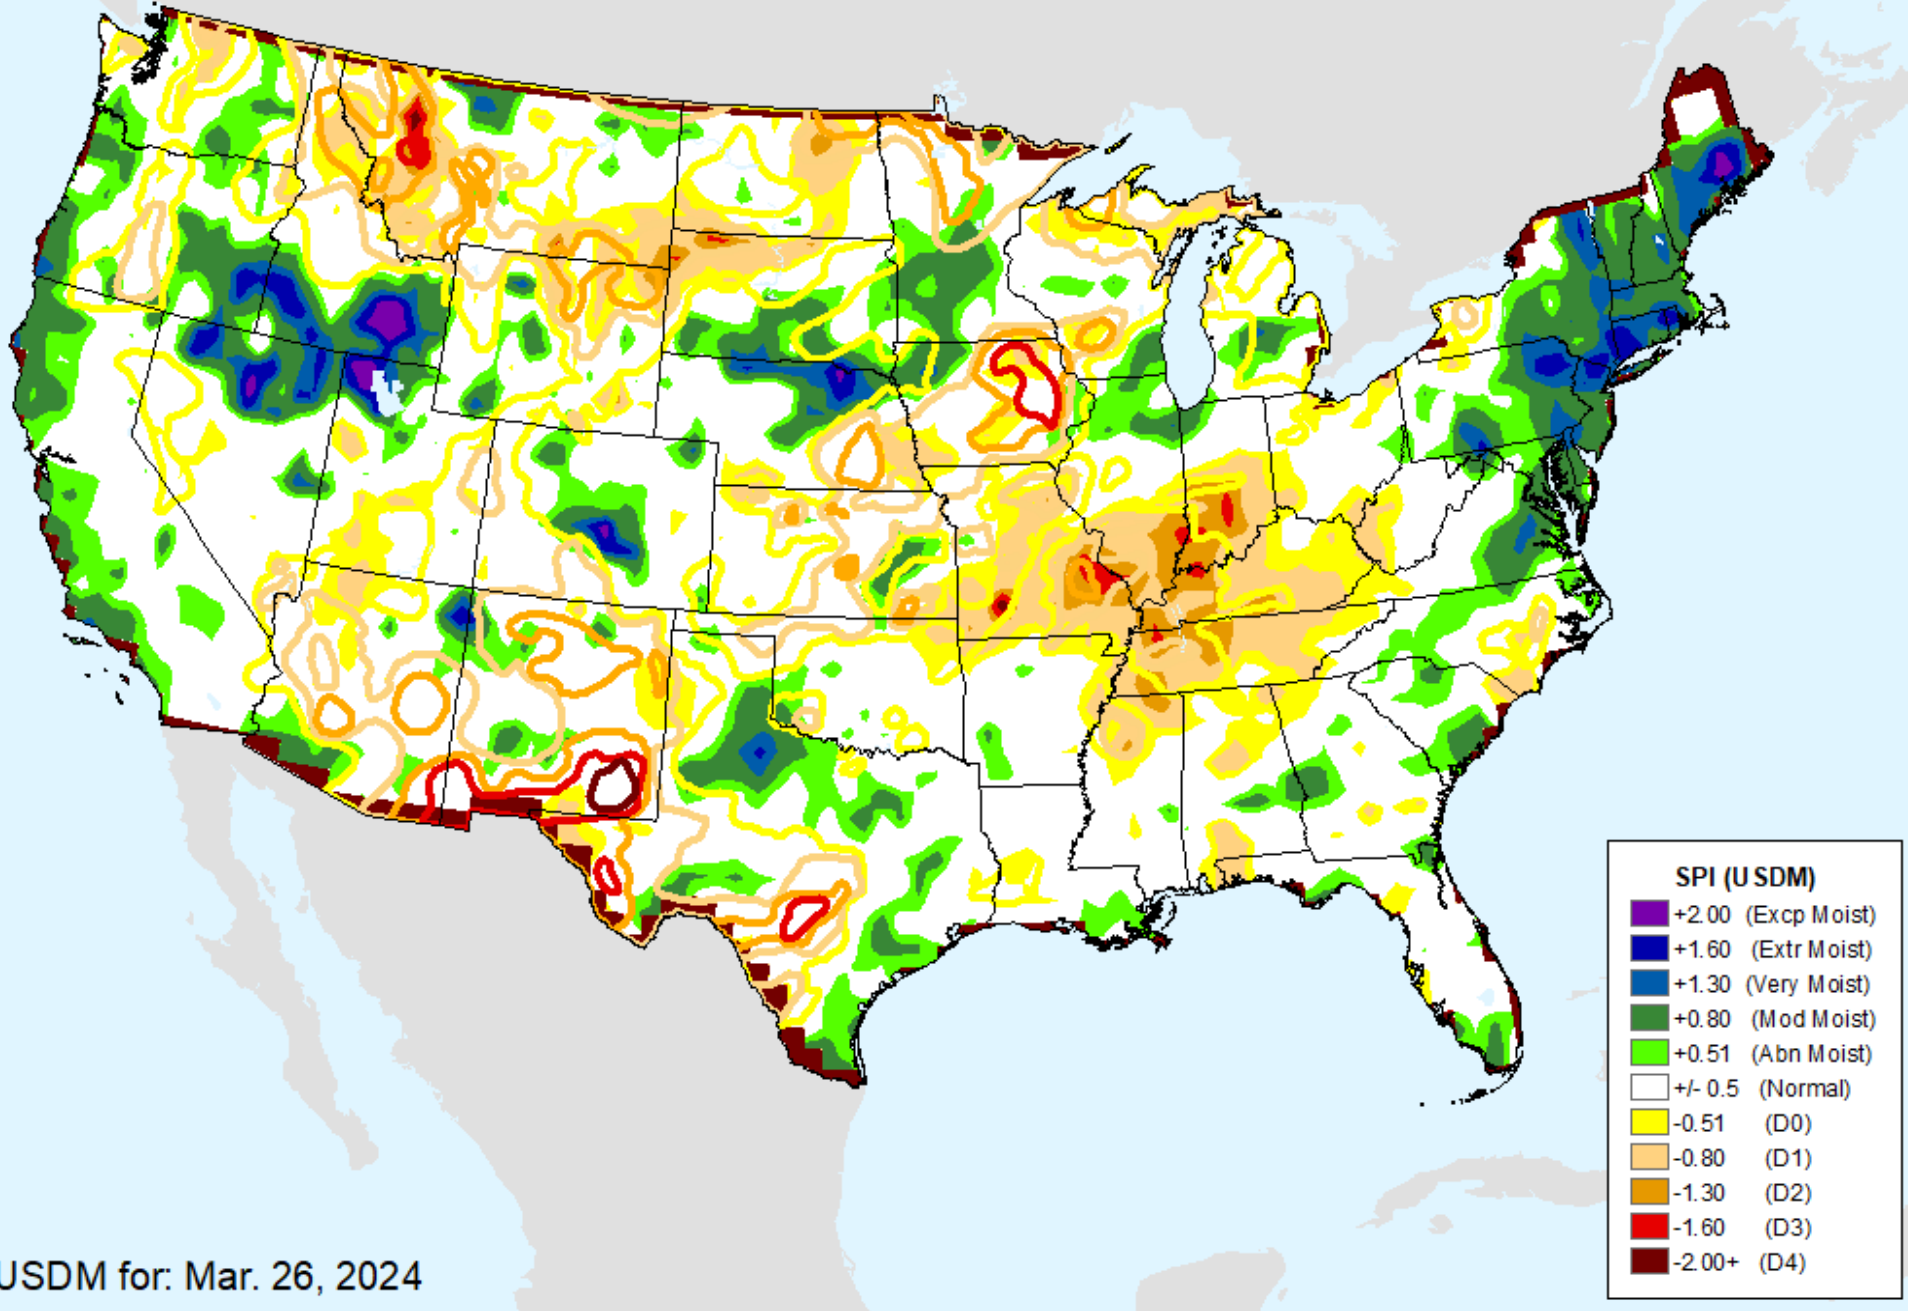 SPI (USDM)
+2.00 (Excp Moist)
+1.60 (Extr Moist)
+1.30 (Very Moist)
+0.80 (Mod Moist)
+0.51 (Abn Moist)
+/- 0.5 (Normal)
-0.51 (D0)
-0.80 (D1)
-1.30 (D2)
-1.60 (D3)
-2.00+ (D4)
USDM for: Mar. 26, 2024